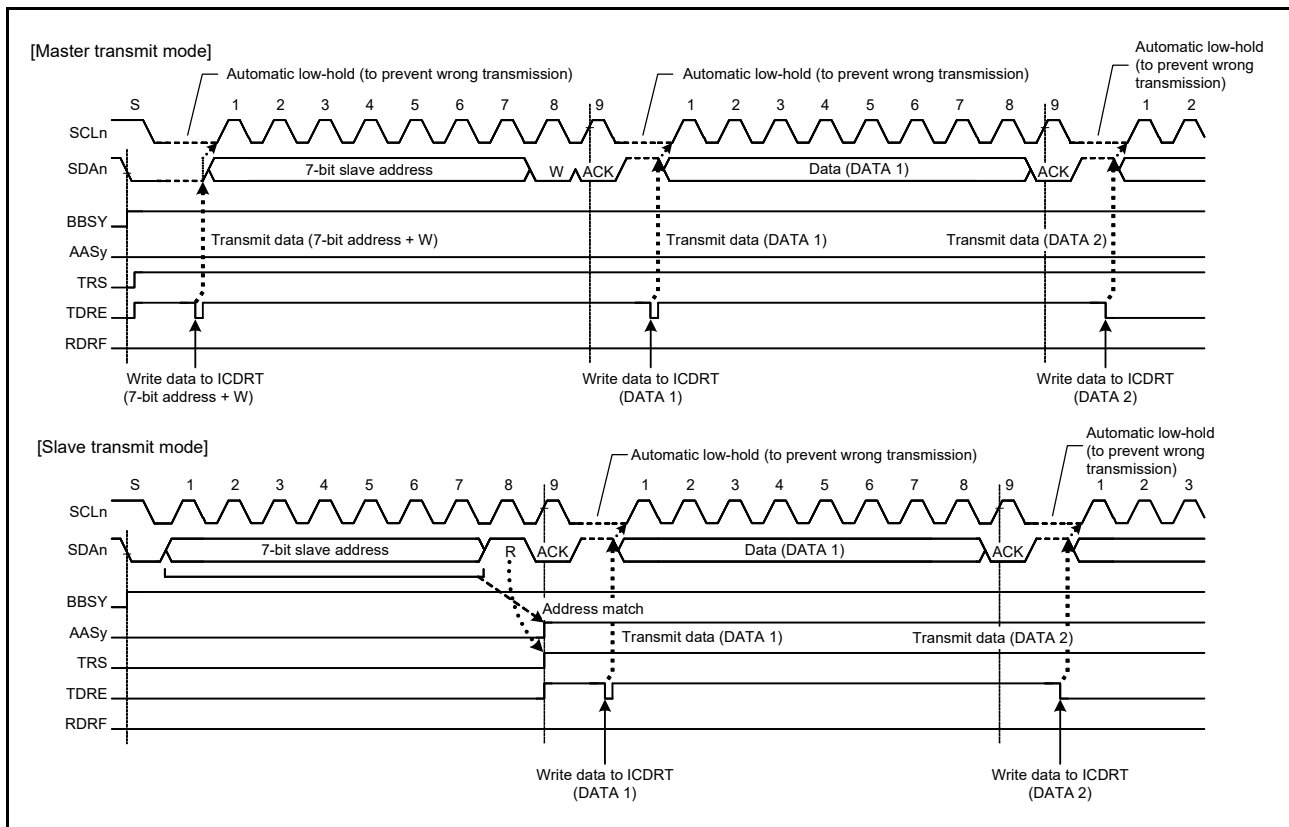 [Master transmit mode]
Automatic low-hold (to prevent wrong transmission)
Automatic low-hold (to prevent wrong transmission)
Automatic low-hold
(to prevent wrong
transmission)
S 1 2 3 4 5 6 7 8 9 1 2 3 4 5 6 7 8 9 1 2
SCLn
SDAn 7-bit slave address W ACK Data (DATA 1) ACK
BBSY
Transmit data (7-bit address + W) Transmit data (DATA 1) Transmit data (DATA 2)
AASy
TRS
TDRE
RDRF
Write data to ICDRT
(7-bit address + W)
Write data to ICDRT
(DATA 1)
Write data to ICDRT
(DATA 2)
[Slave transmit mode]
Automatic low-hold (to prevent wrong transmission)
Automatic low-hold
(to prevent wrong
transmission)
S 1 2 3 4 5 6 7 8 9 1 2 3 4 5 6 7 8 9 1 2 3
SCLn
SDAn 7-bit slave address R ACK Data (DATA 1) ACK
BBSY
Address match
AASy
Transmit data (DATA 1) Transmit data (DATA 2)
TRS
TDRE
RDRF
Write data to ICDRT
(DATA 1)
Write data to ICDRT
(DATA 2)